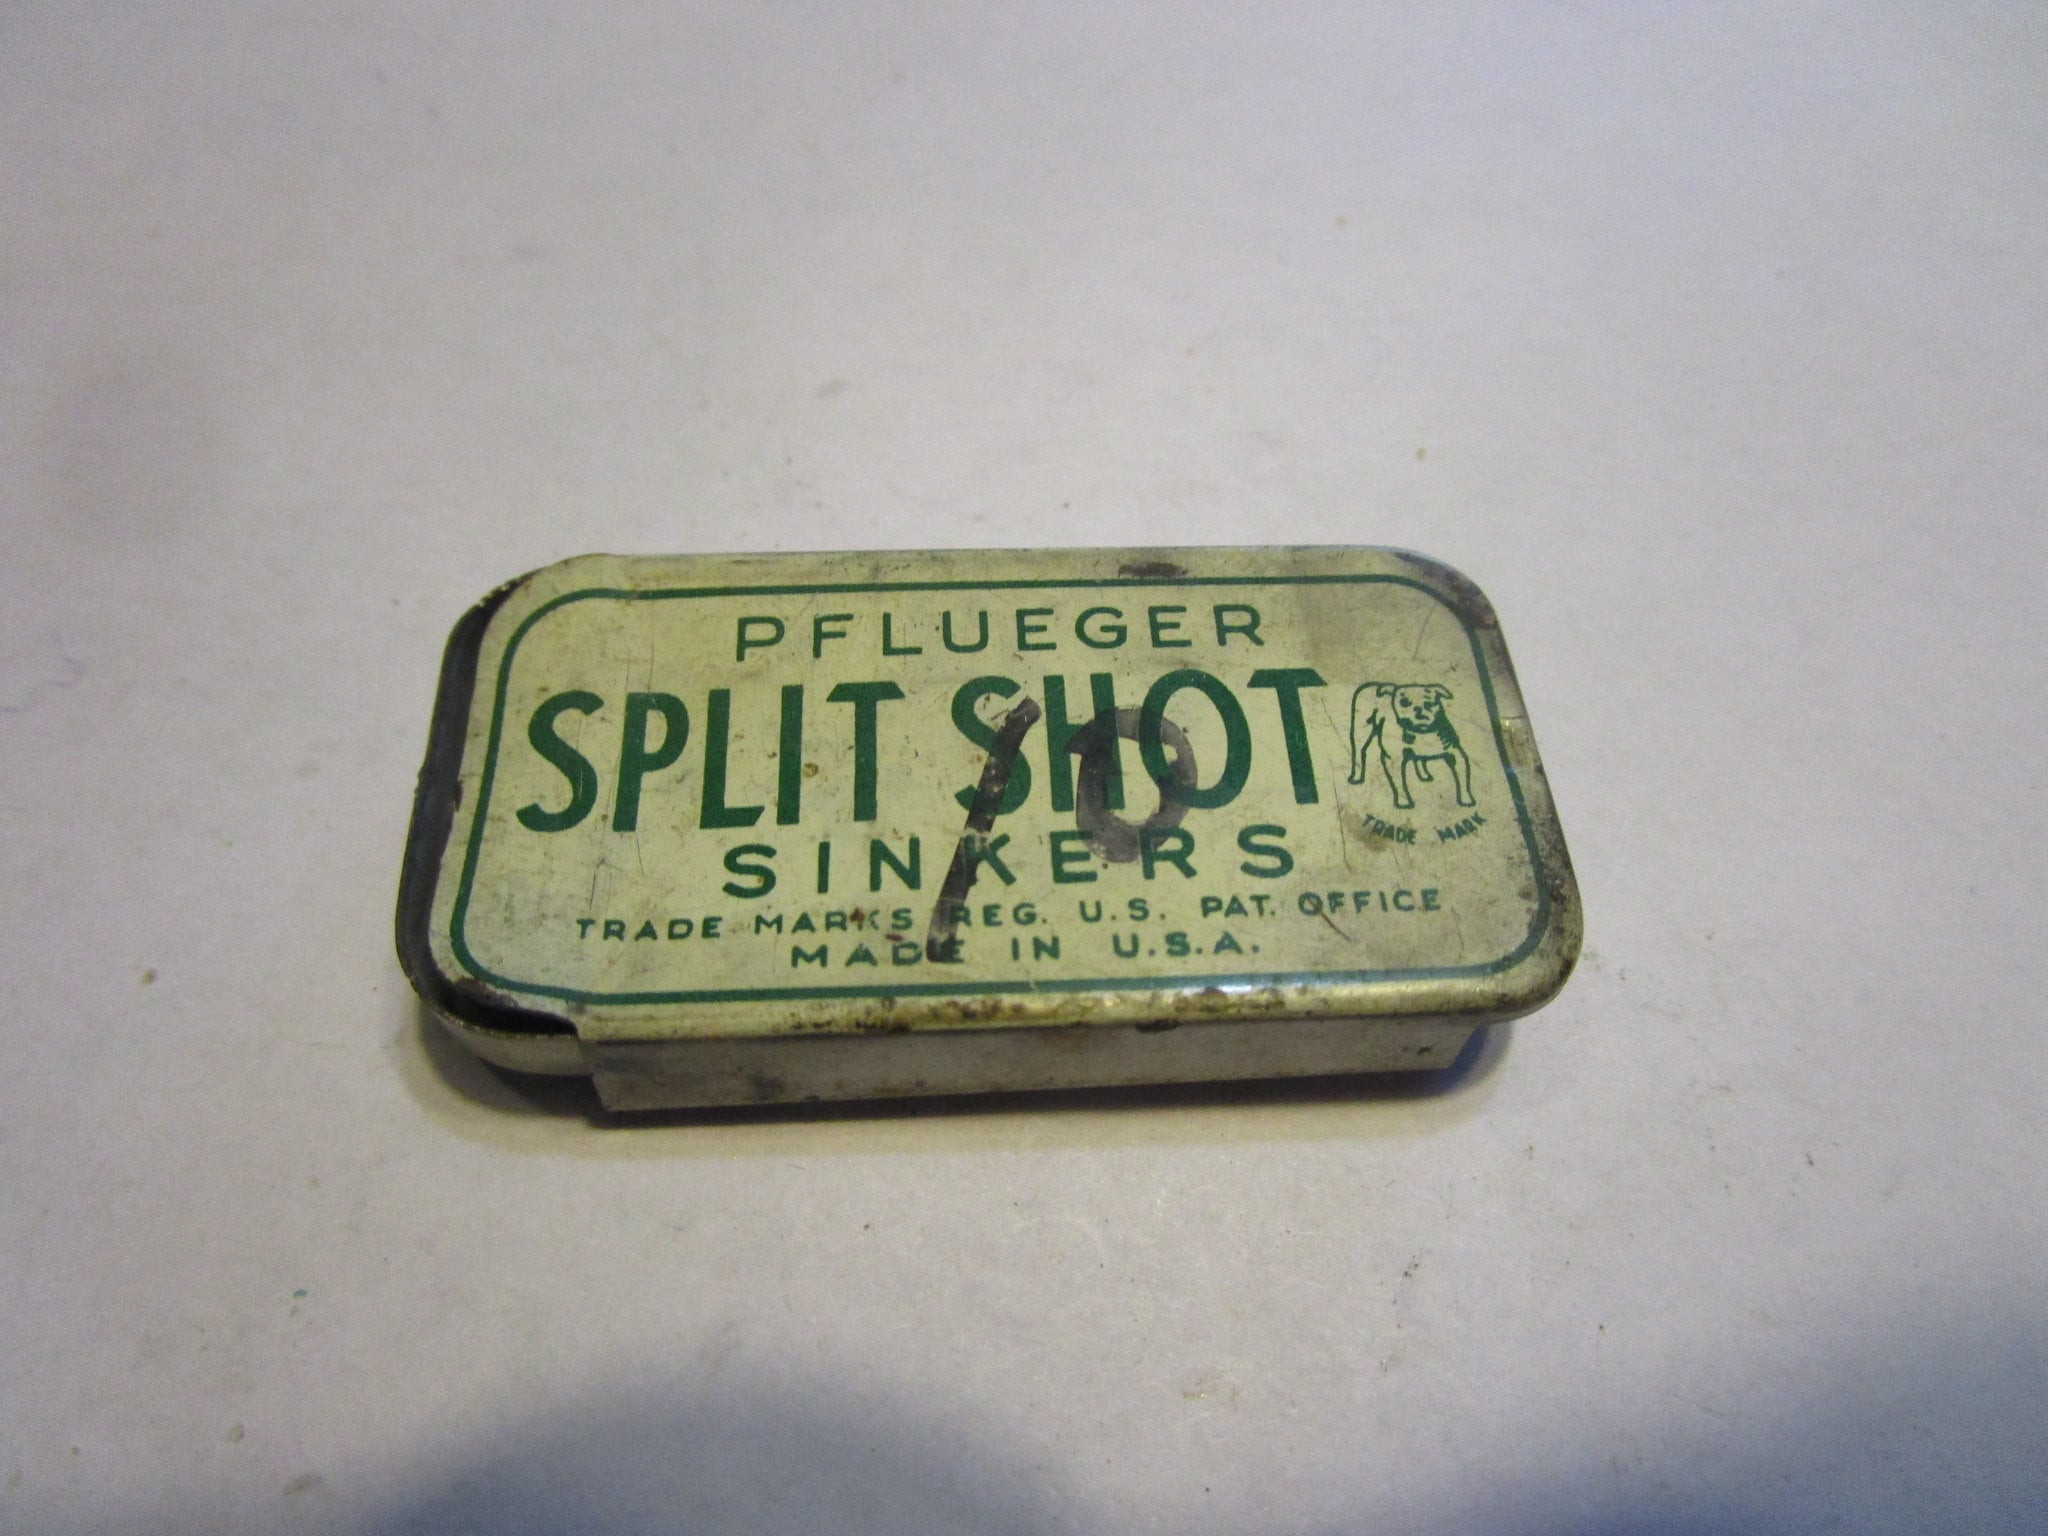 PFLUEGER
SPLIT SHOT
10
SINKERS
TRADE MARK
TRADE MARKS REG. U.S. PAT. OFFICE
MADE IN U.S.A.